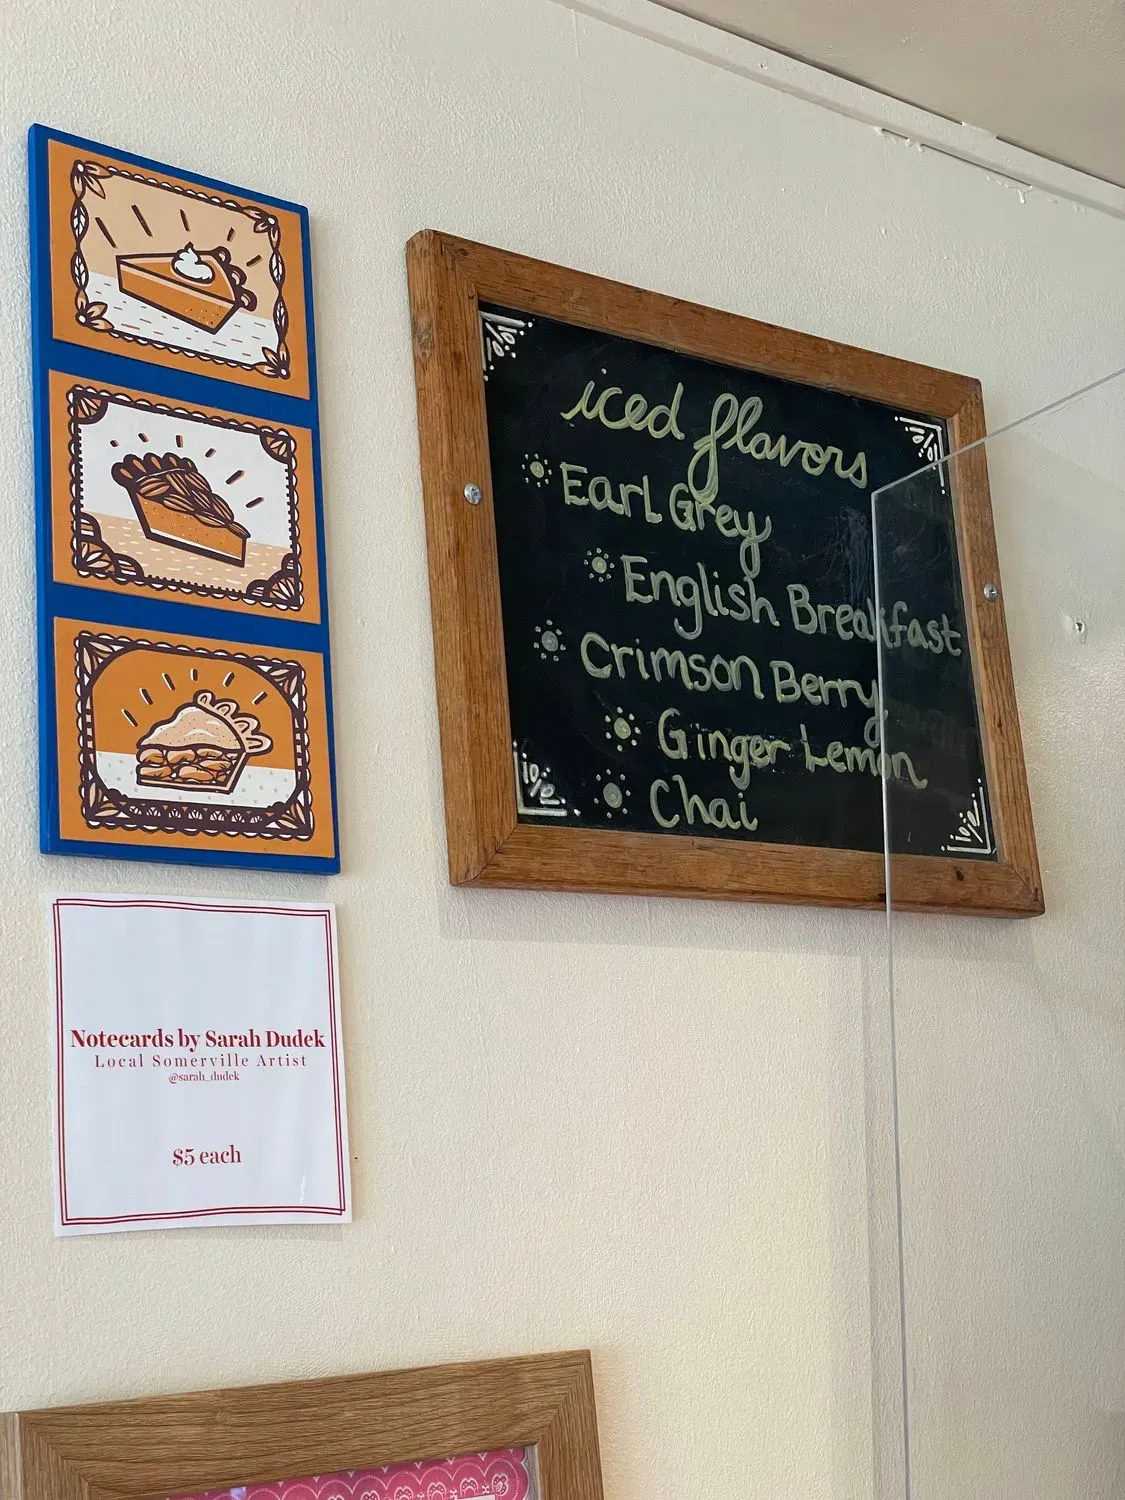 iced flavors
Earl Grey
English Breakfast
Crimson Berry
Ginger Lemon
Chai
Notecards by Sarah Dudek
Local Somerville Artist
@sarah_dudek
$5 each